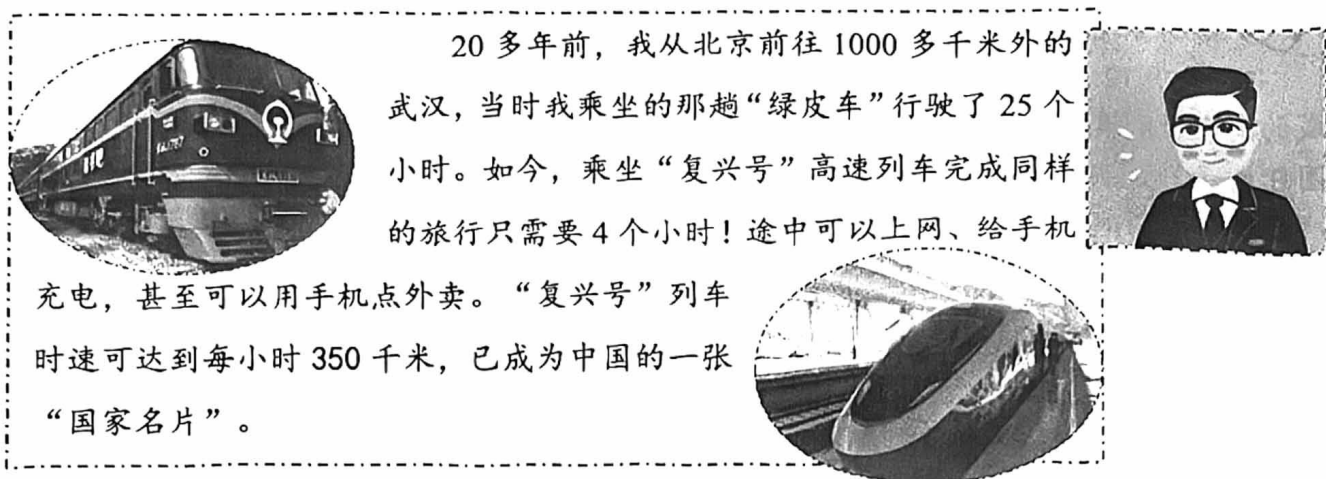 20 多年前，我从北京前往 1000 多千米外的
武汉，当时我乘坐的那趟“绿皮车”行驶了 25 个
小时。如今，乘坐“复兴号”高速列车完成同样
的旅行只需要 4 个小时！途中可以上网、给手机
充电，甚至可以用手机点外卖。“复兴号”列车
时速可达到每小时 350 千米，已成为中国的一张
“国家名片”。